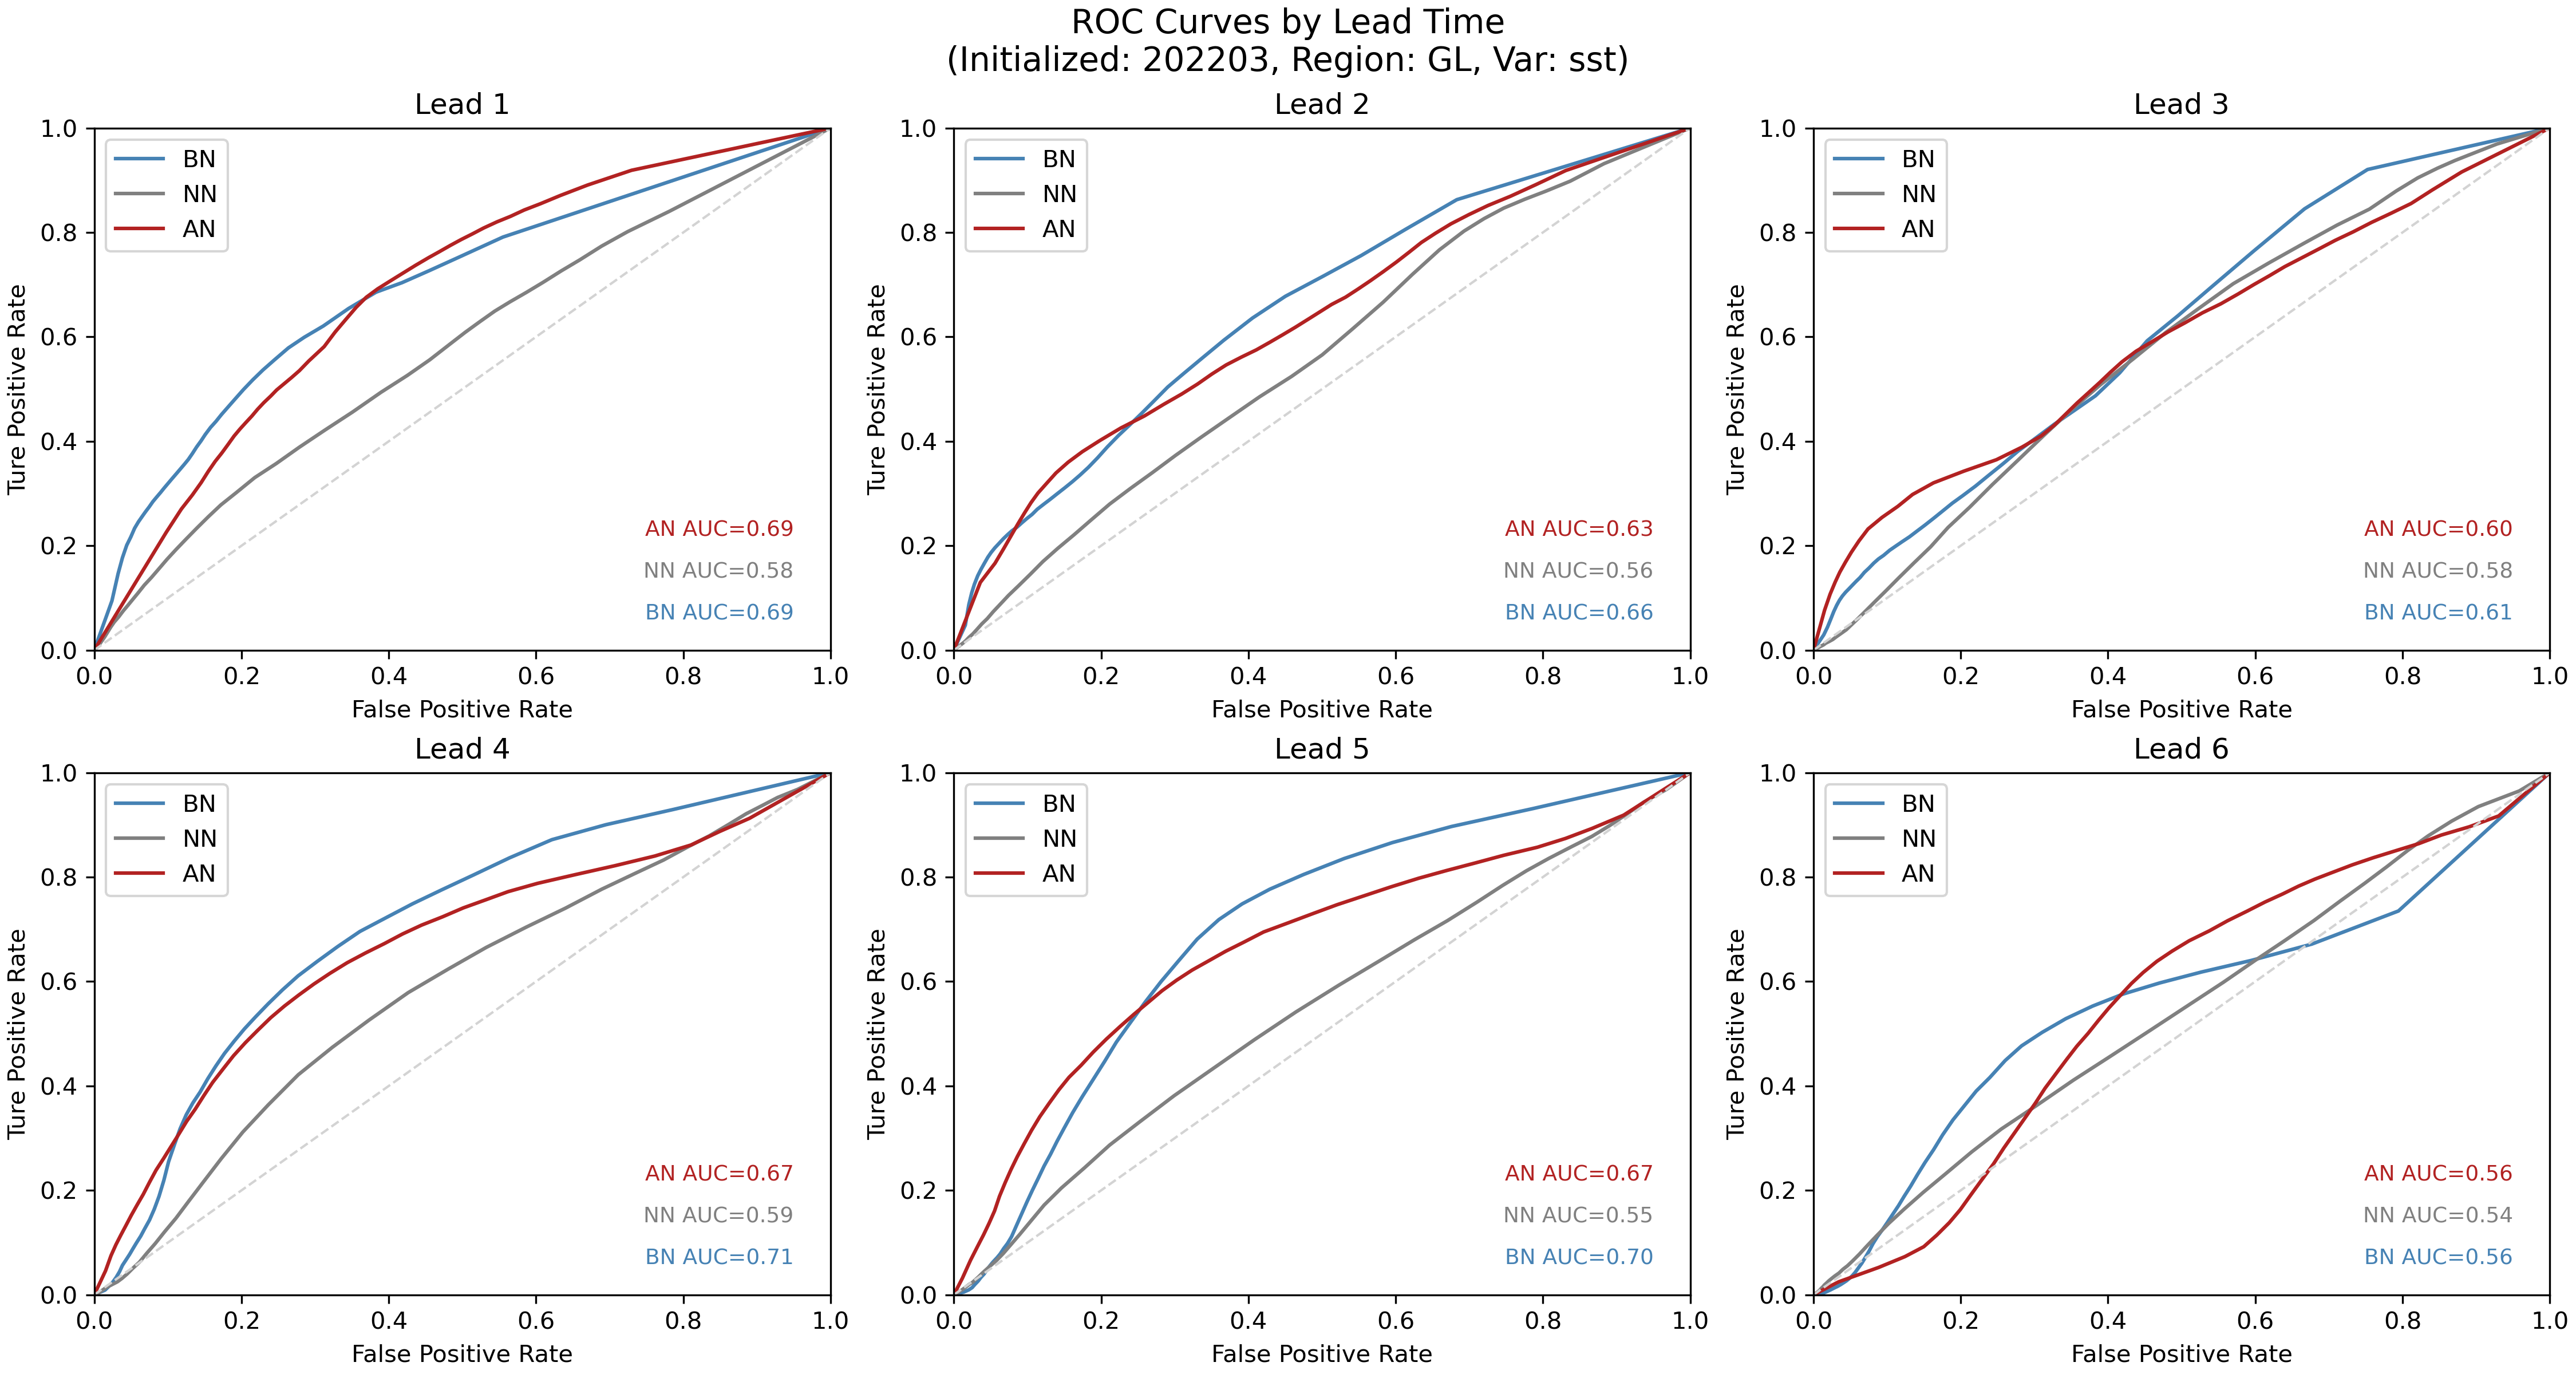 ROC Curves by Lead Time
(Initialized: 202203, Region: GL, Var: sst)
Lead 1
1.0
0.8
0.6
0.4
0.2
0.0
Ture Positive Rate
BN
NN
AN
AN AUC=0.69
NN AUC=0.58
BN AUC=0.69
0.0 0.2 0.4 0.6 0.8 1.0
False Positive Rate
Lead 2
1.0
0.8
0.6
0.4
0.2
0.0
Ture Positive Rate
BN
NN
AN
AN AUC=0.63
NN AUC=0.56
BN AUC=0.66
0.0 0.2 0.4 0.6 0.8 1.0
False Positive Rate
Lead 3
1.0
0.8
0.6
0.4
0.2
0.0
Ture Positive Rate
BN
NN
AN
AN AUC=0.60
NN AUC=0.58
BN AUC=0.61
0.0 0.2 0.4 0.6 0.8 1.0
False Positive Rate
Lead 4
1.0
0.8
0.6
0.4
0.2
0.0
Ture Positive Rate
BN
NN
AN
AN AUC=0.67
NN AUC=0.59
BN AUC=0.71
0.0 0.2 0.4 0.6 0.8 1.0
False Positive Rate
Lead 5
1.0
0.8
0.6
0.4
0.2
0.0
Ture Positive Rate
BN
NN
AN
AN AUC=0.67
NN AUC=0.55
BN AUC=0.70
0.0 0.2 0.4 0.6 0.8 1.0
False Positive Rate
Lead 6
1.0
0.8
0.6
0.4
0.2
0.0
Ture Positive Rate
BN
NN
AN
AN AUC=0.56
NN AUC=0.54
BN AUC=0.56
0.0 0.2 0.4 0.6 0.8 1.0
False Positive Rate